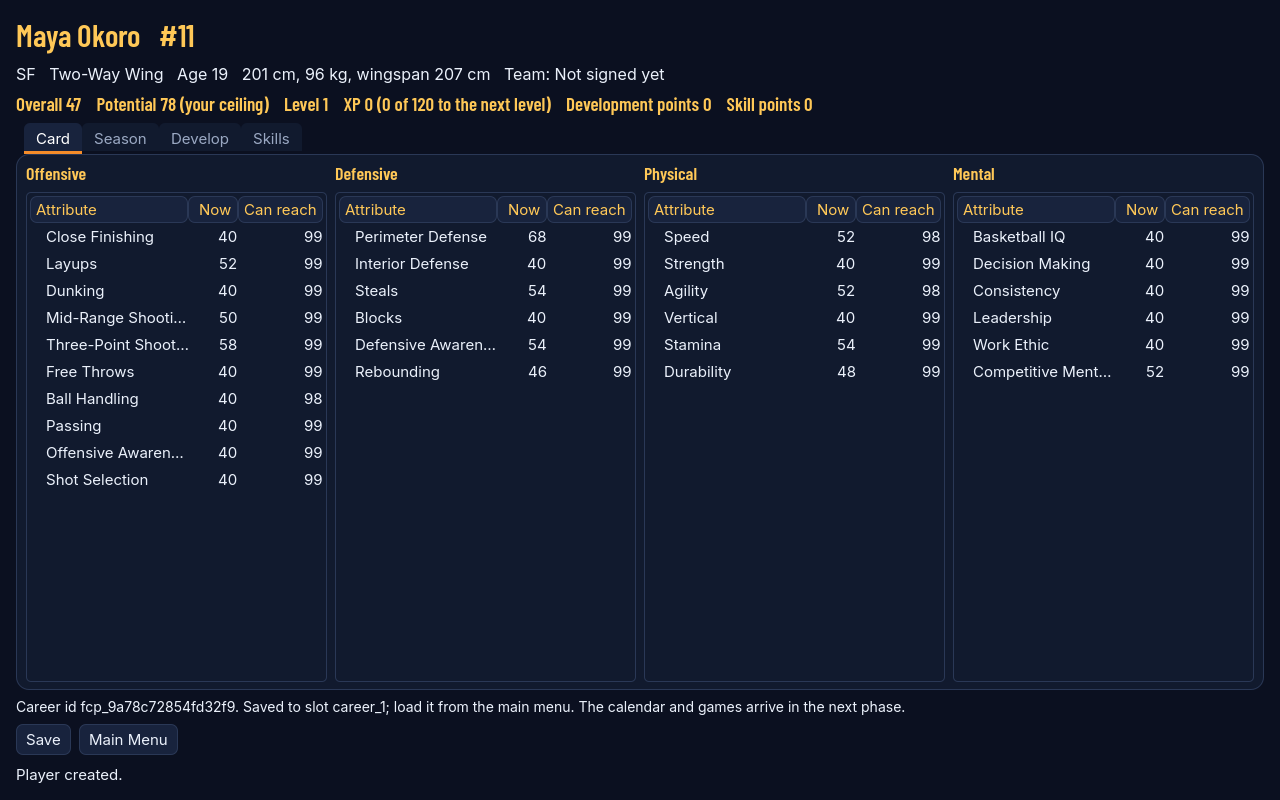 Maya Okoro #11
SF Two-Way Wing Age 19 201 cm, 96 kg, wingspan 207 cm Team: Not signed yet
Overall 47 Potential 78 (your ceiling) Level 1 XP 0 (0 of 120 to the next level) Development points 0 Skill points 0
Card Season Develop Skills
Offensive
Attribute Now Can reach
Close Finishing 40 99
Layups 52 99
Dunking 40 99
Mid-Range Shooti... 50 99
Three-Point Shoot... 58 99
Free Throws 40 99
Ball Handling 40 98
Passing 40 99
Offensive Awaren... 40 99
Shot Selection 40 99
Defensive
Attribute Now Can reach
Perimeter Defense 68 99
Interior Defense 40 99
Steals 54 99
Blocks 40 99
Defensive Awaren... 54 99
Rebounding 46 99
Physical
Attribute Now Can reach
Speed 52 98
Strength 40 99
Agility 52 98
Vertical 40 99
Stamina 54 99
Durability 48 99
Mental
Attribute Now Can reach
Basketball IQ 40 99
Decision Making 40 99
Consistency 40 99
Leadership 40 99
Work Ethic 40 99
Competitive Ment... 52 99
Career id fcp_9a78c72854fd32f9. Saved to slot career_1; load it from the main menu. The calendar and games arrive in the next phase.
Save Main Menu
Player created.